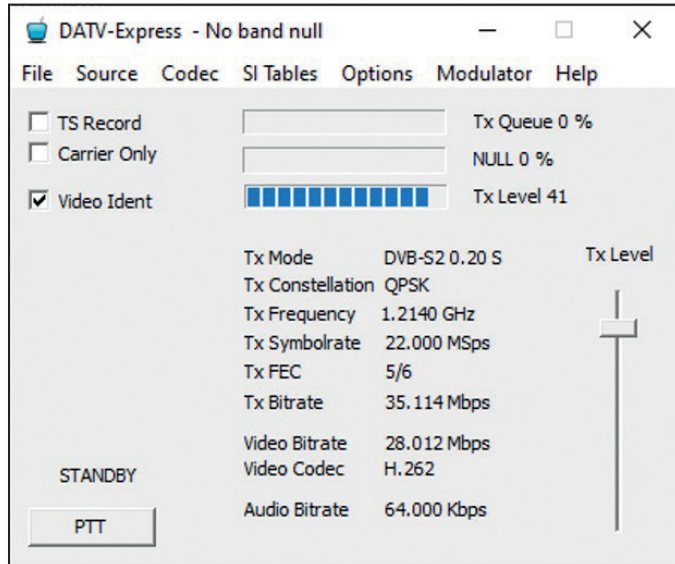 DATV-Express - No band null
File Source Codec SI Tables Options Modulator Help
TS Record Tx Queue 0 %
Carrier Only NULL 0 %
Video Ident Tx Level 41
Tx Mode DVB-S2 0.20 S Tx Level
Tx Constellation QPSK
Tx Frequency 1.2140 GHz
Tx Symbolrate 22.000 MSps
Tx FEC 5/6
Tx Bitrate 35.114 Mbps
Video Bitrate 28.012 Mbps
Video Codec H.262
STANDBY
Audio Bitrate 64.000 Kbps
PTT